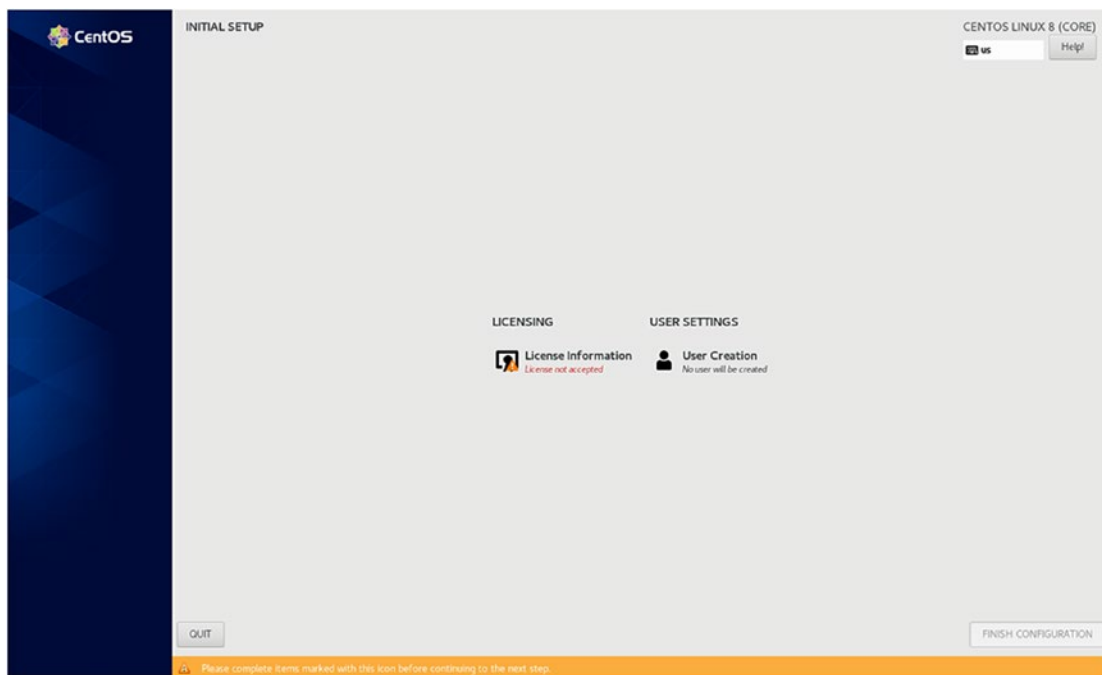 CentOS
INITIAL SETUP
CENTOS LINUX 8 (CORE)
us
Help!
LICENSING
USER SETTINGS
License Information
License not accepted
User Creation
No user will be created
QUIT
FINISH CONFIGURATION
Please complete items marked with this icon before continuing to the next step.